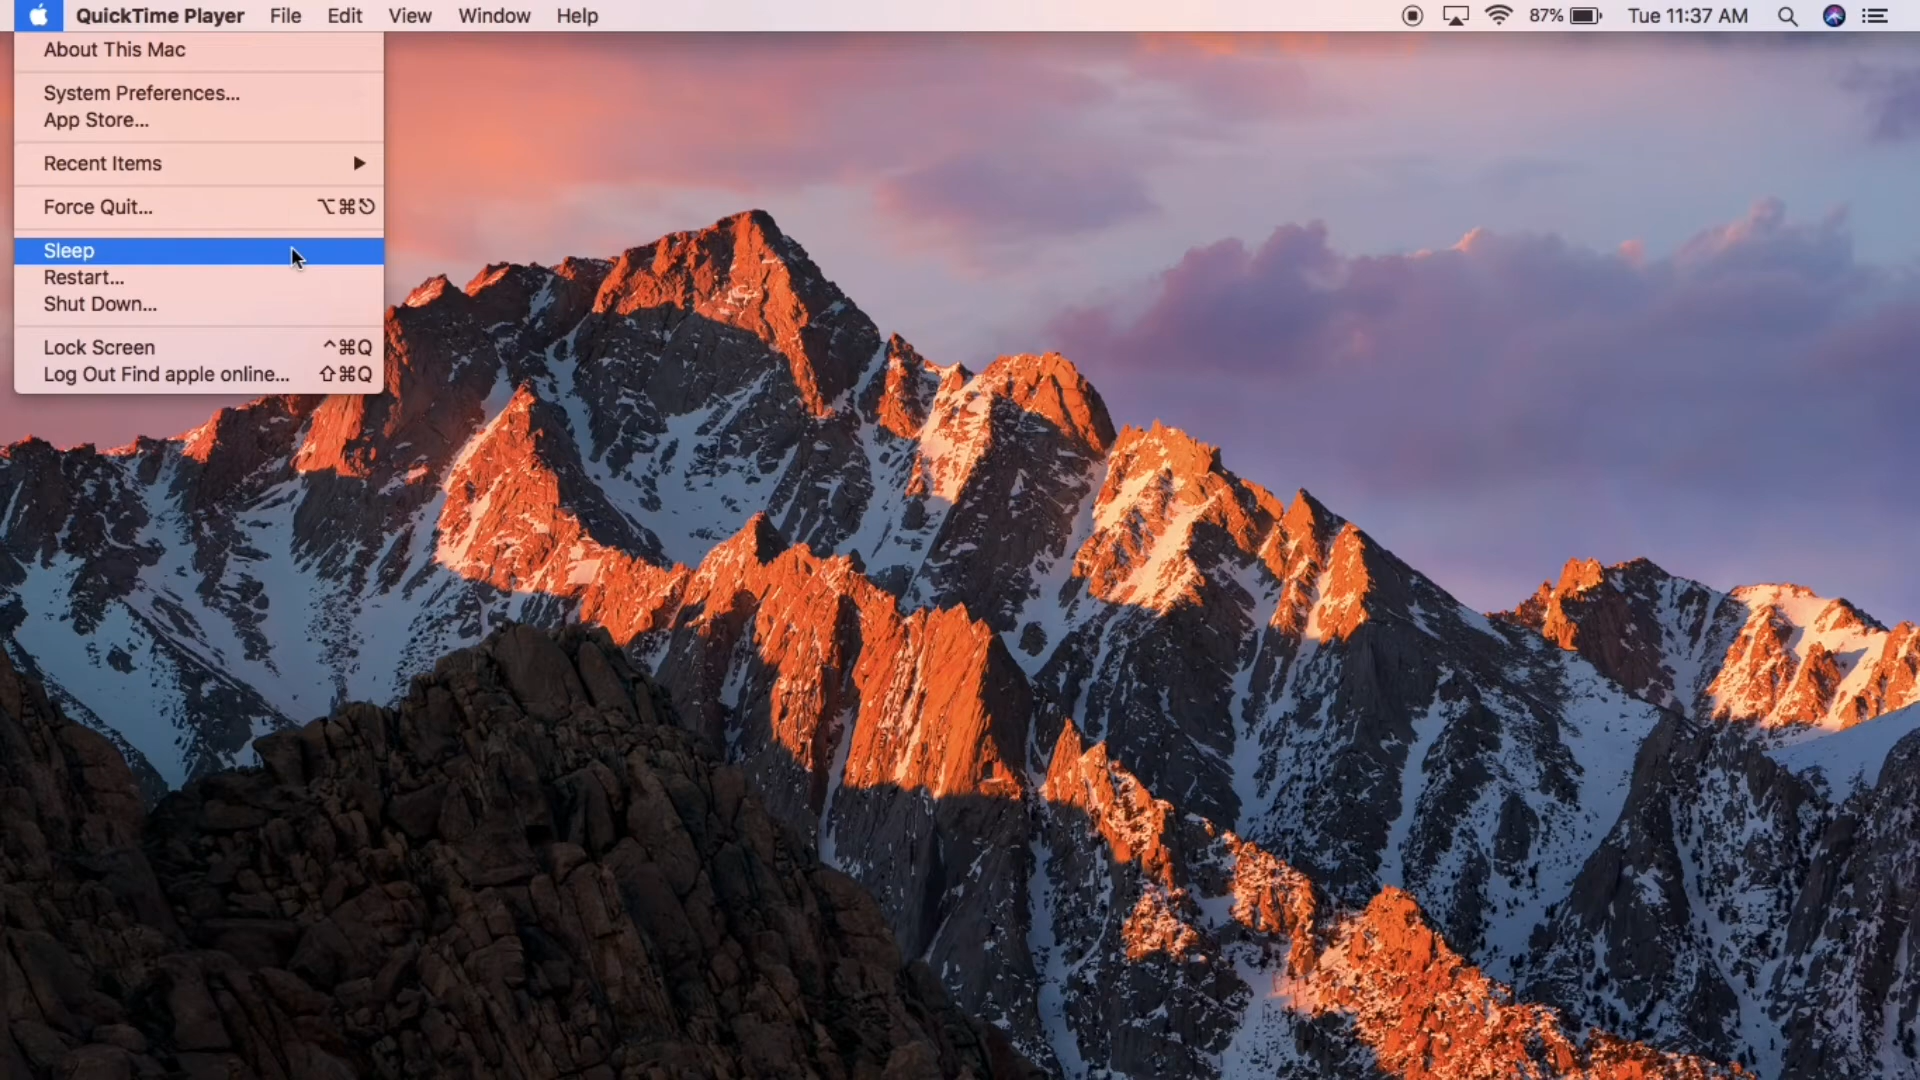 QuickTime Player File Edit View Window Help 87% Tue 11:37 AM
About This Mac
System Preferences...
App Store...
Recent Items
Force Quit... ⌥⌘⎋
Sleep
Restart...
Shut Down...
Lock Screen ^⌘Q
Log Out Find apple online... ⇧⌘Q